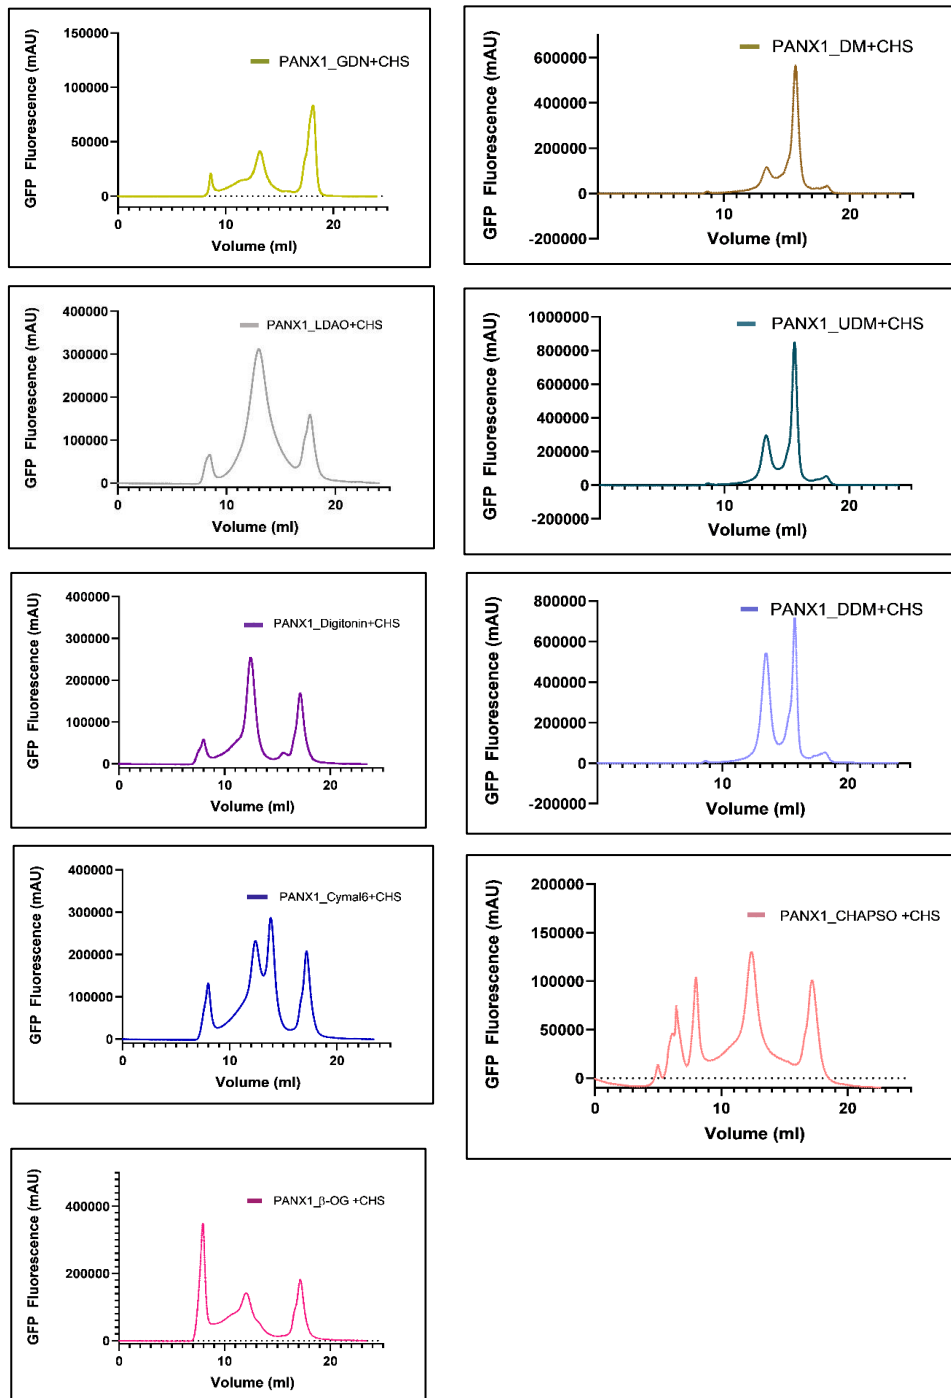 PANX1_GDN+CHS
GFP Fluorescence (mAU)
150000
100000
50000
0
0 10 20
Volume (ml)
PANX1_DM+CHS
GFP Fluorescence (mAU)
600000
400000
200000
0
-200000
10 20
Volume (ml)
PANX1_LDAO+CHS
GFP Fluorescence (mAU)
400000
300000
200000
100000
0
0 10 20
Volume (ml)
PANX1_UDM+CHS
GFP Fluorescence (mAU)
1000000
800000
600000
400000
200000
0
-200000
10 20
Volume (ml)
PANX1_Digitonin+CHS
GFP Fluorescence (mAU)
400000
300000
200000
100000
0
0 10 20
Volume (ml)
PANX1_DDM+CHS
GFP Fluorescence (mAU)
800000
600000
400000
200000
0
-200000
10 20
Volume (ml)
PANX1_Cymal6+CHS
GFP Fluorescence (mAU)
400000
300000
200000
100000
0
0 10 20
Volume (ml)
PANX1_CHAPSO +CHS
GFP Fluorescence (mAU)
200000
150000
100000
50000
0
0 10 20
Volume (ml)
PANX1_β-OG +CHS
GFP Fluorescence (mAU)
400000
200000
0
0 10 20
Volume (ml)